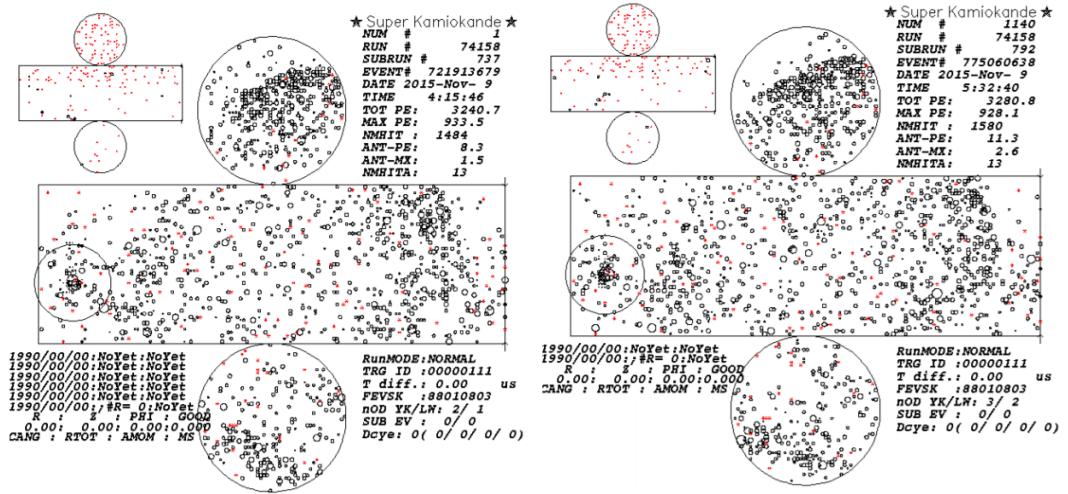 ★ Super Kamiokande ★
NUM # 1
RUN # 74158
SUBRUN # 737
EVENT# 721913679
DATE 2015-Nov- 9
TIME 4:15:46
TOT PE: 3240.7
MAX PE: 933.5
NMHIT : 1484
ANT-PE: 8.3
ANT-MX: 1.5
NMHITA: 13
1990/00/00:NoYet:NoYet
1990/00/00:NoYet:NoYet
1990/00/00:NoYet:NoYet
1990/00/00:NoYet:NoYet
1990/00/00:;#R= 0:NoYet
R : Z : PHI : GOOD
0.00: 0.00: 0.00:0.000
CANG : RTOT : AMOM : MS
RunMODE:NORMAL
TRG ID :00000111
T diff.: 0.00 us
FEVSK :88010803
nOD YK/LW: 2/ 1
SUB EV : 0/ 0
Dcye: 0( 0/ 0/ 0/ 0)
★ Super Kamiokande ★
NUM # 1140
RUN # 74158
SUBRUN # 792
EVENT# 775060638
DATE 2015-Nov- 9
TIME 5:32:40
TOT PE: 3280.8
MAX PE: 928.1
NMHIT : 1580
ANT-PE: 11.3
ANT-MX: 2.6
NMHITA: 13
1990/00/00:NoYet:NoYet
1990/00/00:;#R= 0:NoYet
R : Z : PHI : GOOD
0.00: 0.00: 0.00:0.000
CANG : RTOT : AMOM : MS
RunMODE:NORMAL
TRG ID :00000111
T diff.: 0.00 us
FEVSK :88010803
nOD YK/LW: 3/ 2
SUB EV : 0/ 0
Dcye: 0( 0/ 0/ 0/ 0)